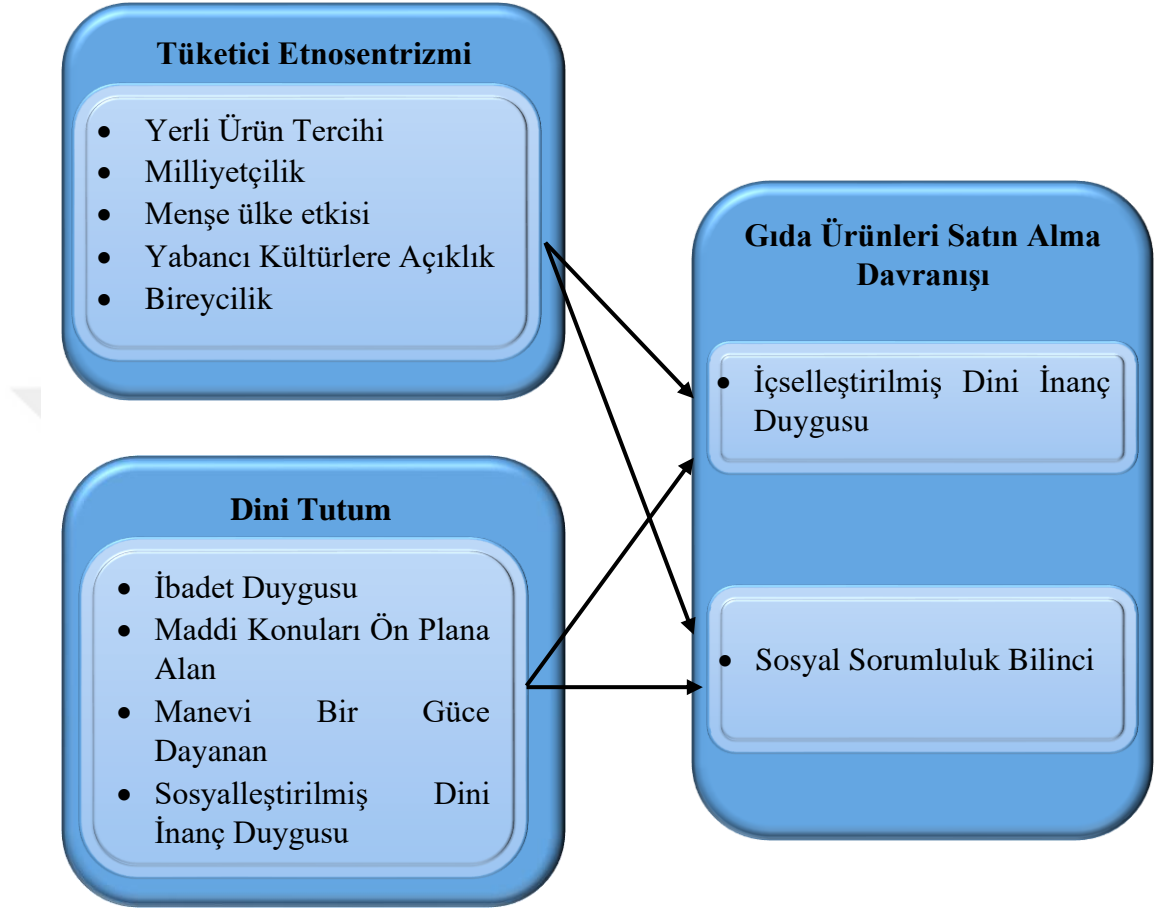 Tüketici Etnosentrizmi
• Yerli Ürün Tercihi
• Milliyetçilik
• Menşe ülke etkisi
• Yabancı Kültürlere Açıklık
• Bireycilik
Dini Tutum
• İbadet Duygusu
• Maddi Konuları Ön Plana
Alan
• Manevi Bir Güce
Dayanan
• Sosyalleştirilmiş Dini
İnanç Duygusu
Gıda Ürünleri Satın Alma
Davranışı
• İçselleştirilmiş Dini İnanç
Duygusu
• Sosyal Sorumluluk Bilinci